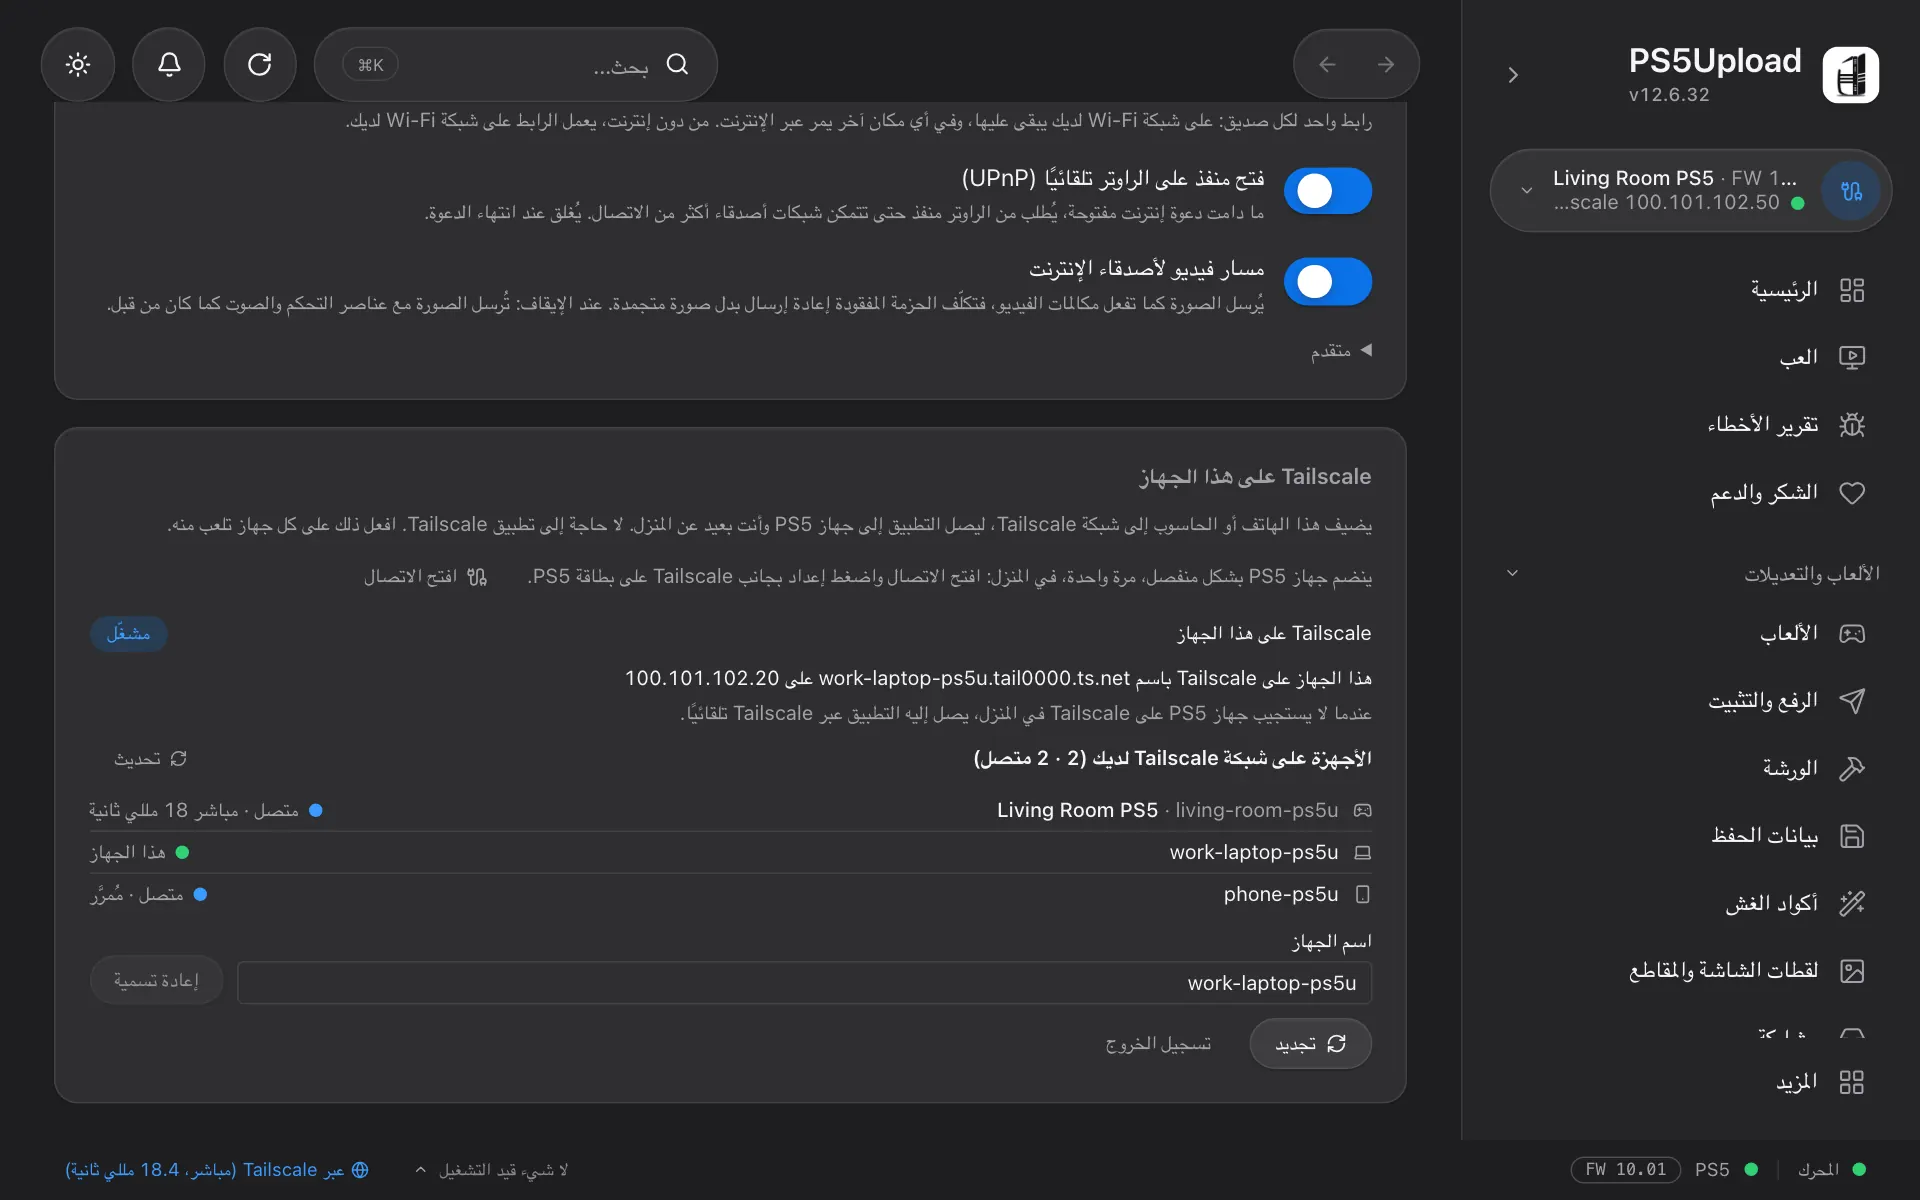 PS5Upload
v12.6.32
Living Room PS5 · FW 1...
...scale 100.101.102.50
الرئيسية
العب
تقرير الأخطاء
الشكر والدعم
الألعاب والتعديلات
الألعاب
الرفع والتثبيت
الورشة
بيانات الحفظ
أكواد الغش
لقطات الشاشة والمقاطع
المزيد
بحث...
⌘K
رابط واحد لكل صديق: على شبكة Wi-Fi لديك يبقى عليها، وفي أي مكان آخر يمر عبر الإنترنت. من دون إنترنت، يعمل الرابط على شبكة Wi-Fi لديك.
فتح منفذ على الراوتر تلقائيًا (UPnP)
ما دامت دعوة إنترنت مفتوحة، يُطلب من الراوتر منفذ حتى تتمكن شبكات أصدقاء أكثر من الاتصال. يُغلق عند انتهاء الدعوة.
مسار فيديو لأصدقاء الإنترنت
يُرسل الصورة كما تفعل مكالمات الفيديو، فتكلّف الحزمة المفقودة إعادة إرسال بدل صورة متجمدة. عند الإيقاف: تُرسل الصورة مع عناصر التحكم والصوت كما كان من قبل.
متقدم
Tailscale على هذا الجهاز
يضيف هذا الهاتف أو الحاسوب إلى شبكة Tailscale، ليصل التطبيق إلى جهاز PS5 وأنت بعيد عن المنزل. لا حاجة إلى تطبيق Tailscale. افعل ذلك على كل جهاز تلعب منه.
ينضم جهاز PS5 بشكل منفصل، مرة واحدة، في المنزل: افتح الاتصال واضغط إعداد بجانب Tailscale على بطاقة PS5. افتح الاتصال
Tailscale على هذا الجهاز
مشغّل
هذا الجهاز على Tailscale باسم work-laptop-ps5u.tail0000.ts.net على 100.101.102.20
عندما لا يستجيب جهاز PS5 على Tailscale في المنزل، يصل إليه التطبيق عبر Tailscale تلقائيًا.
الأجهزة على شبكة Tailscale لديك (2 · 2 متصل)
تحديث
Living Room PS5 · living-room-ps5u
متصل · مباشر 18 مللي ثانية
work-laptop-ps5u
هذا الجهاز
phone-ps5u
متصل · مُمرَّر
اسم الجهاز
work-laptop-ps5u
إعادة تسمية
تجديد
تسجيل الخروج
المحرك
PS5
FW 10.01
لا شيء قيد التشغيل
عبر Tailscale (مباشر، 18.4 مللي ثانية)